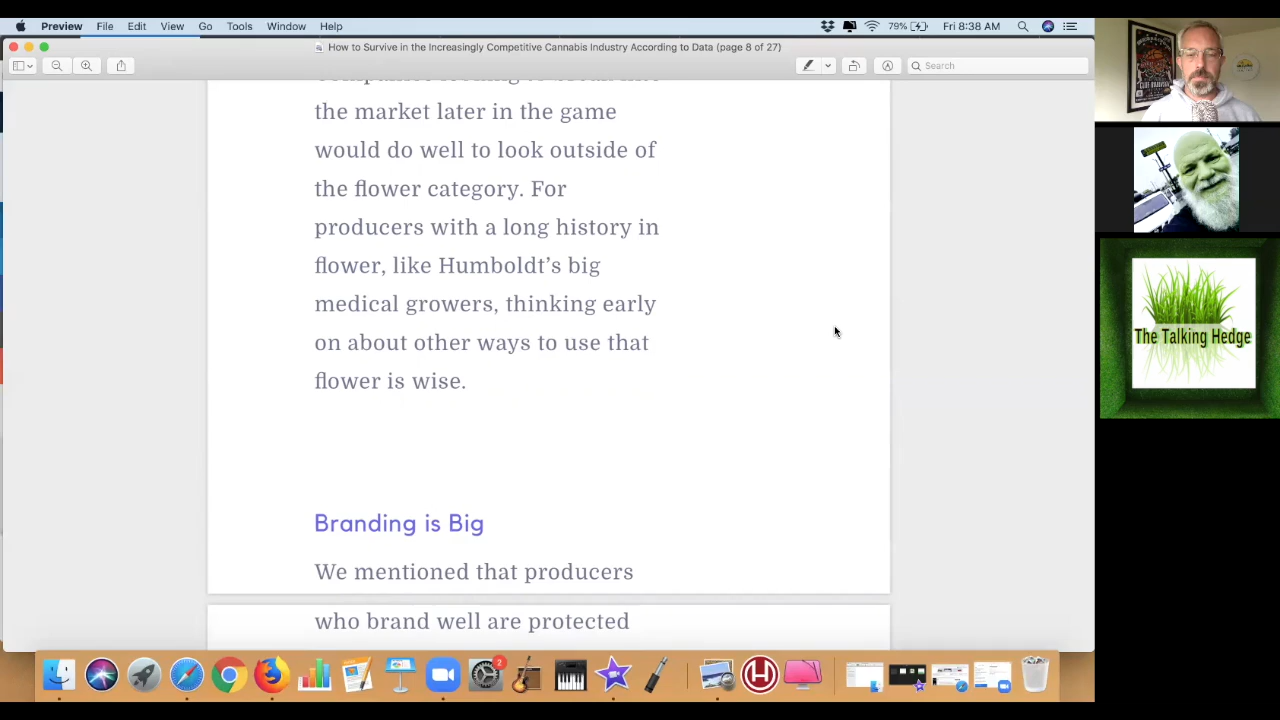 Preview File Edit View Go Tools Window Help
79% Fri 8:38 AM
How to Survive in the Increasingly Competitive Cannabis Industry According to Data (page 8 of 27)
Search
the market later in the game
would do well to look outside of
the flower category. For
producers with a long history in
flower, like Humboldt’s big
medical growers, thinking early
on about other ways to use that
flower is wise.
Branding is Big
We mentioned that producers
who brand well are protected
The Talking Hedge
2